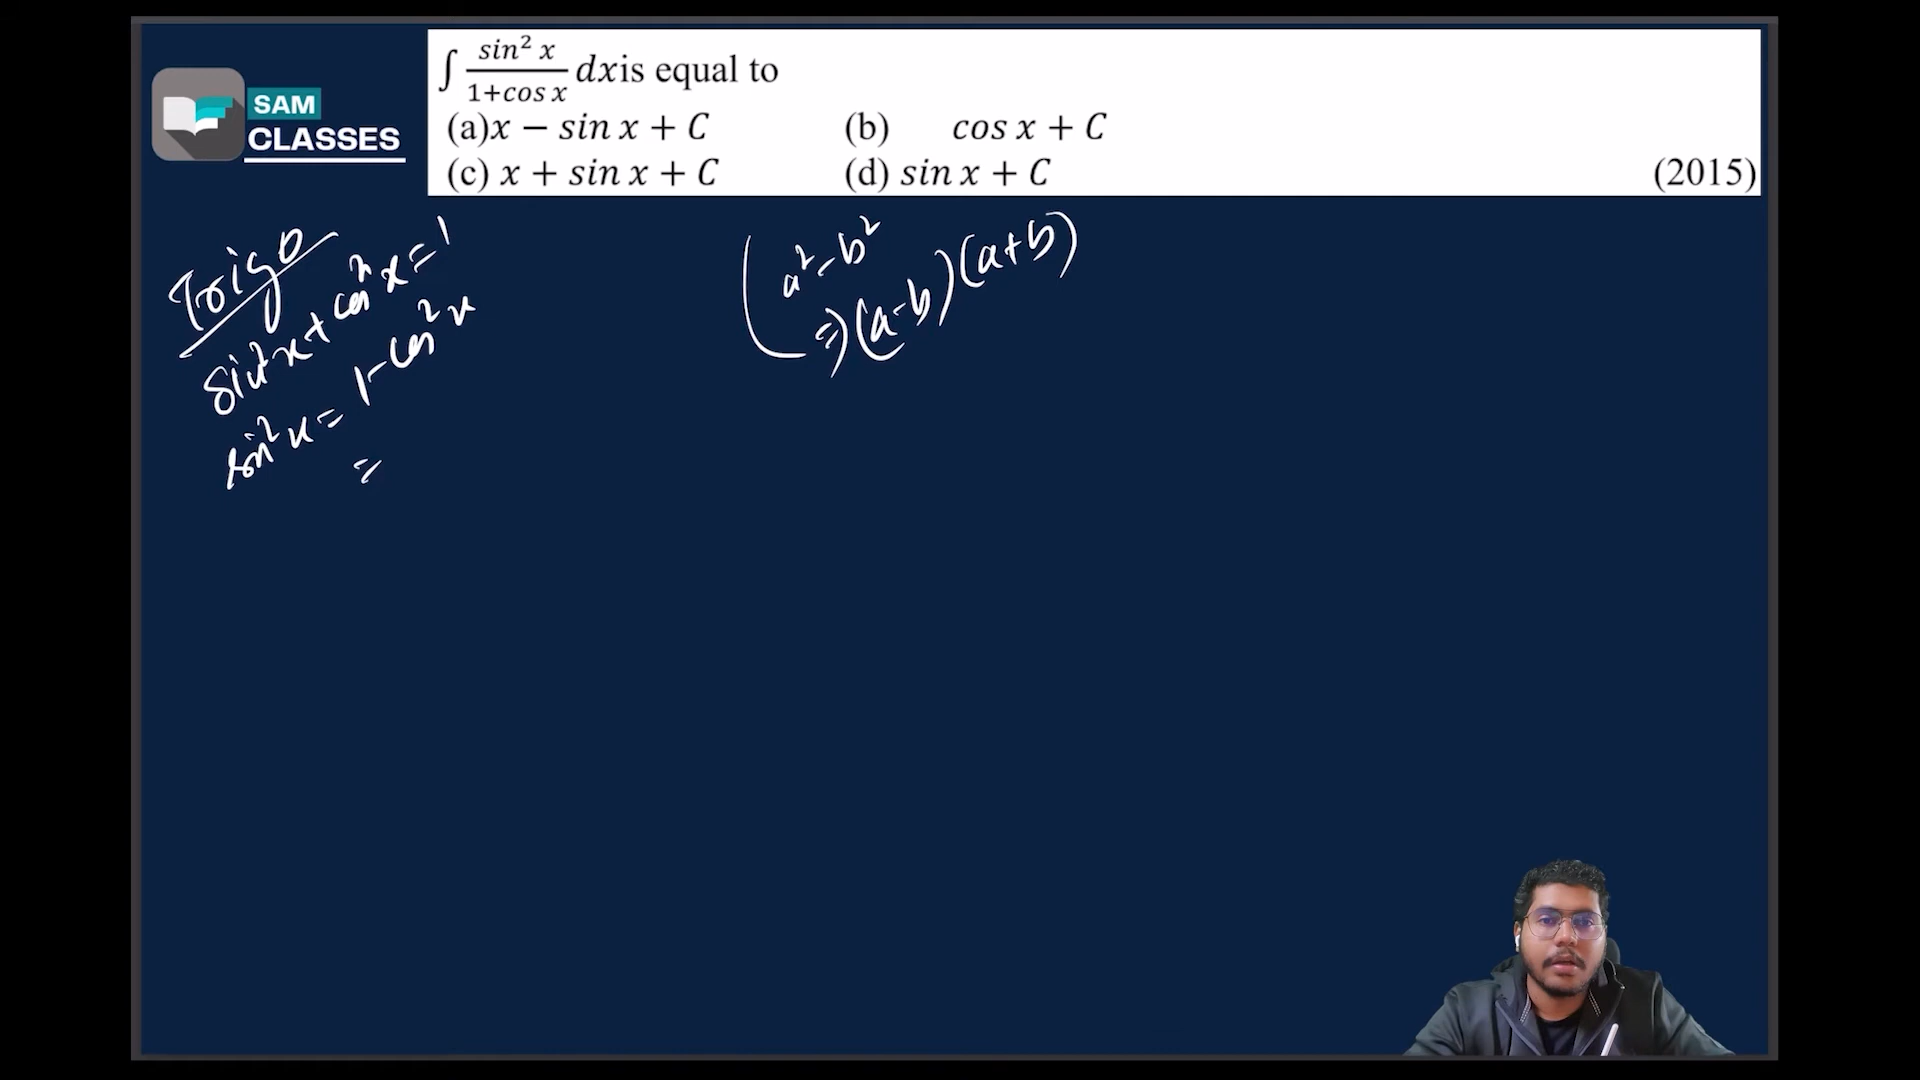 SAM
CLASSES
∫ sin² x / 1+cos x dx is equal to
(a)x − sin x + C (b) cos x + C
(c) x + sin x + C (d) sin x + C (2015)
Trigo
sin²x + cos²x = 1
sin²x = 1 - cos²x
=
a² - b²
⇒ (a-b)(a+b)